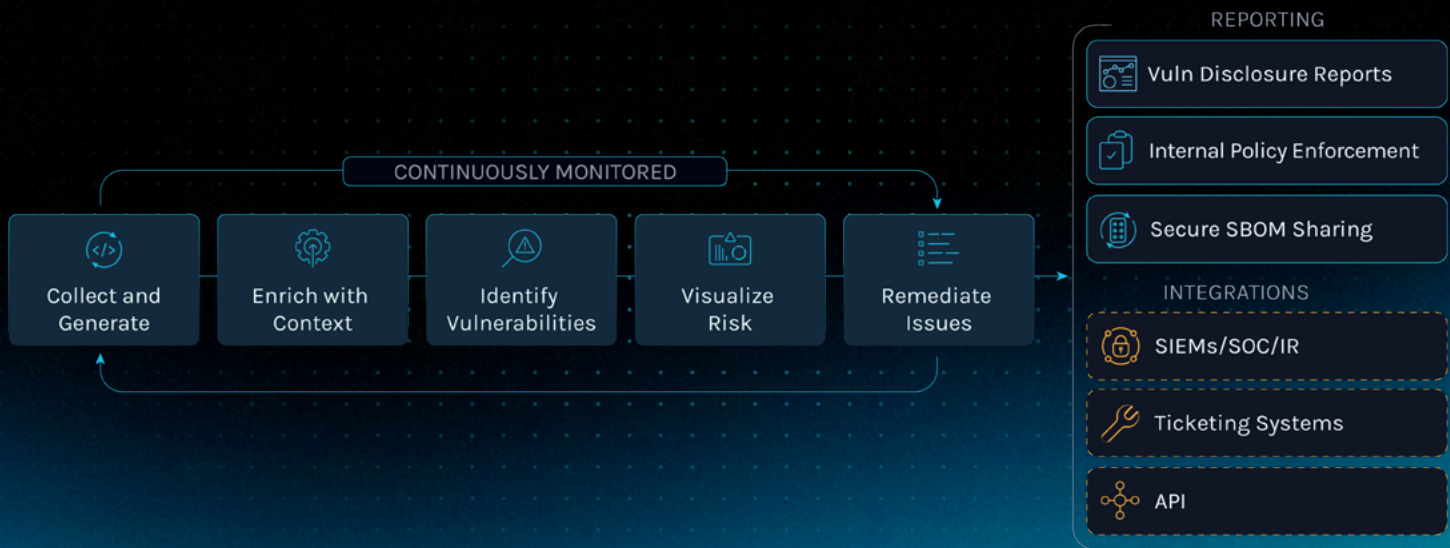 CONTINUOUSLY MONITORED
Collect and
Generate
Enrich with
Context
Identify
Vulnerabilities
Visualize
Risk
Remediate
Issues
REPORTING
Vuln Disclosure Reports
Internal Policy Enforcement
Secure SBOM Sharing
INTEGRATIONS
SIEMs/SOC/IR
Ticketing Systems
API